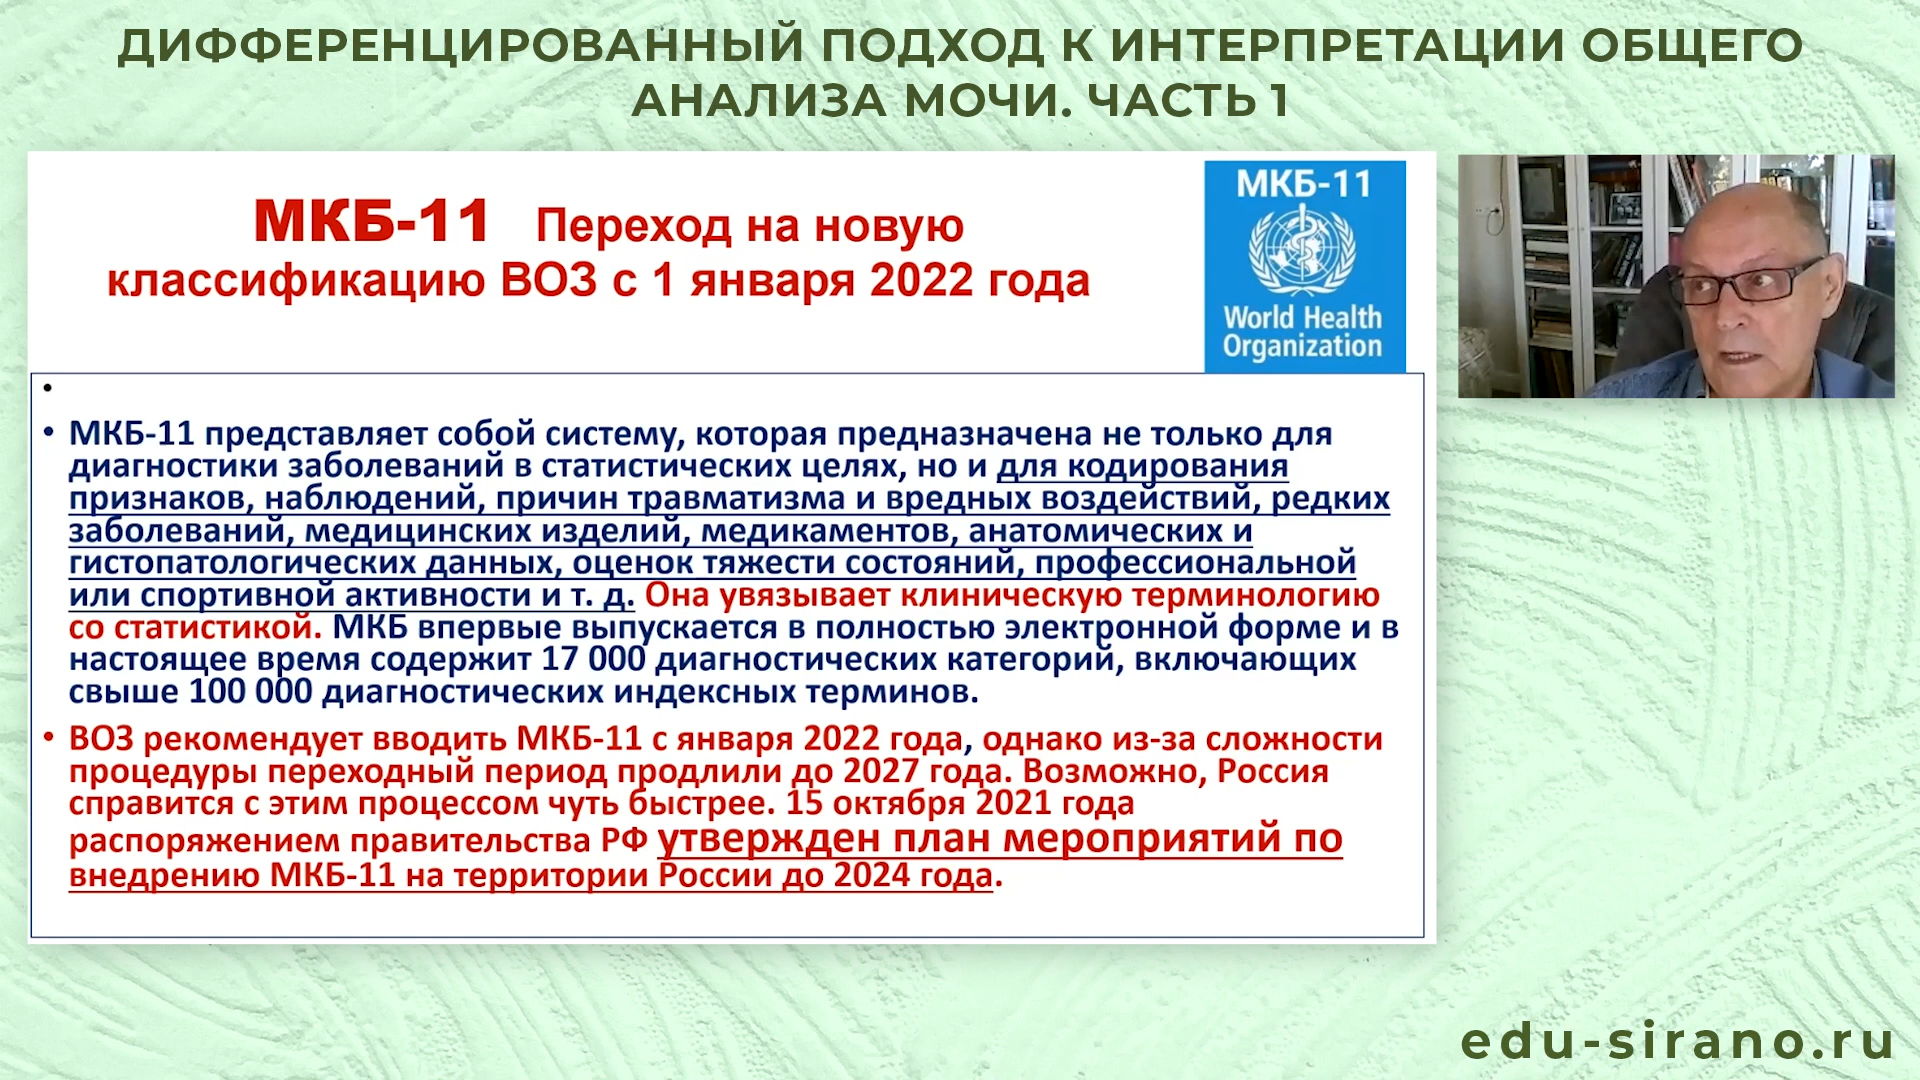 ДИФФЕРЕНЦИРОВАННЫЙ ПОДХОД К ИНТЕРПРЕТАЦИИ ОБЩЕГО
АНАЛИЗА МОЧИ. ЧАСТЬ 1
МКБ-11 Переход на новую
классификацию ВОЗ с 1 января 2022 года
МКБ-11
World Health
Organization
•
• МКБ-11 представляет собой систему, которая предназначена не только для
диагностики заболеваний в статистических целях, но и для кодирования
признаков, наблюдений, причин травматизма и вредных воздействий, редких
заболеваний, медицинских изделий, медикаментов, анатомических и
гистопатологических данных, оценок тяжести состояний, профессиональной
или спортивной активности и т. д. Она увязывает клиническую терминологию
со статистикой. МКБ впервые выпускается в полностью электронной форме и в
настоящее время содержит 17 000 диагностических категорий, включающих
свыше 100 000 диагностических индексных терминов.
• ВОЗ рекомендует вводить МКБ-11 с января 2022 года, однако из-за сложности
процедуры переходный период продлили до 2027 года. Возможно, Россия
справится с этим процессом чуть быстрее. 15 октября 2021 года
распоряжением правительства РФ утвержден план мероприятий по
внедрению МКБ-11 на территории России до 2024 года.
edu-sirano.ru